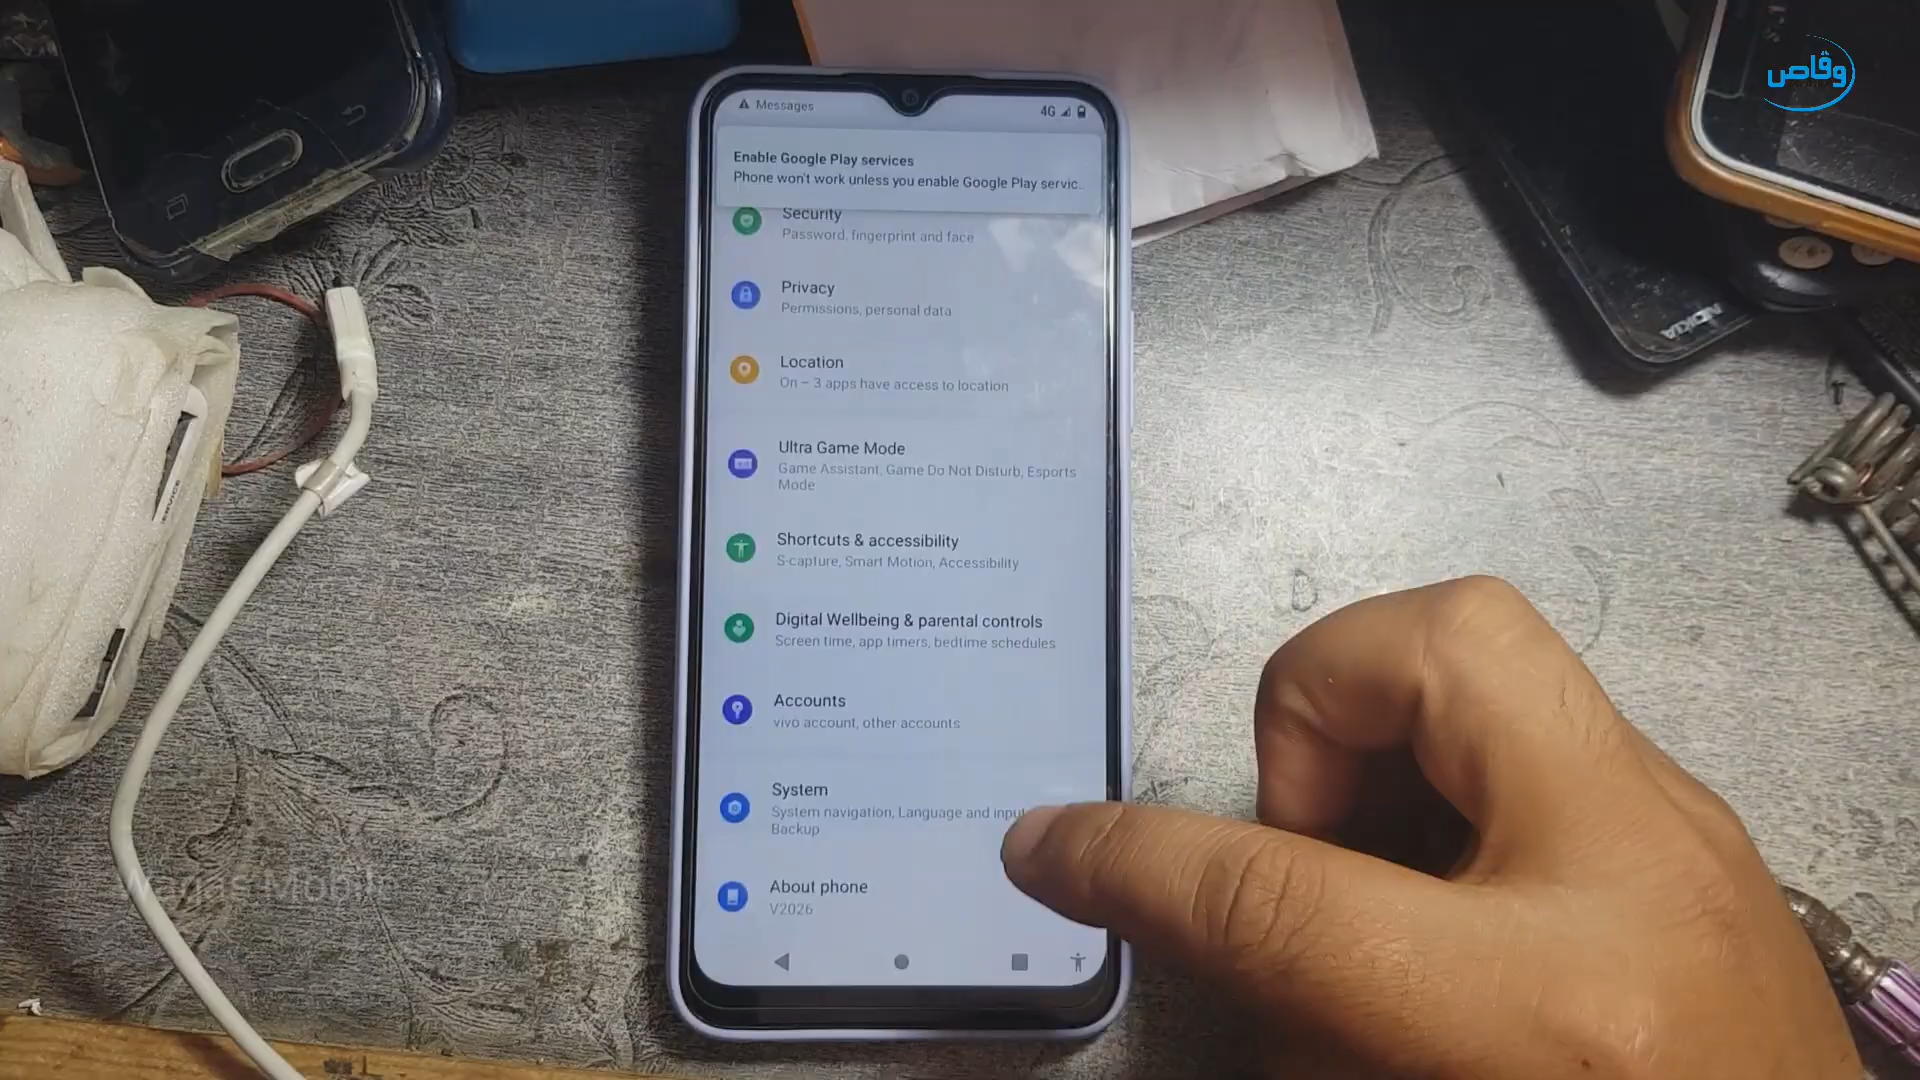 وقاص
Messages
4G
Enable Google Play services
Phone won't work unless you enable Google Play servic..
Security
Password, fingerprint and face
Privacy
Permissions, personal data
Location
On – 3 apps have access to location
Ultra Game Mode
Game Assistant, Game Do Not Disturb, Esports
Mode
Shortcuts & accessibility
S-capture, Smart Motion, Accessibility
Digital Wellbeing & parental controls
Screen time, app timers, bedtime schedules
Accounts
vivo account, other accounts
System
System navigation, Language and input
Backup
About phone
V2026
NOKIA
Waqas Mobile